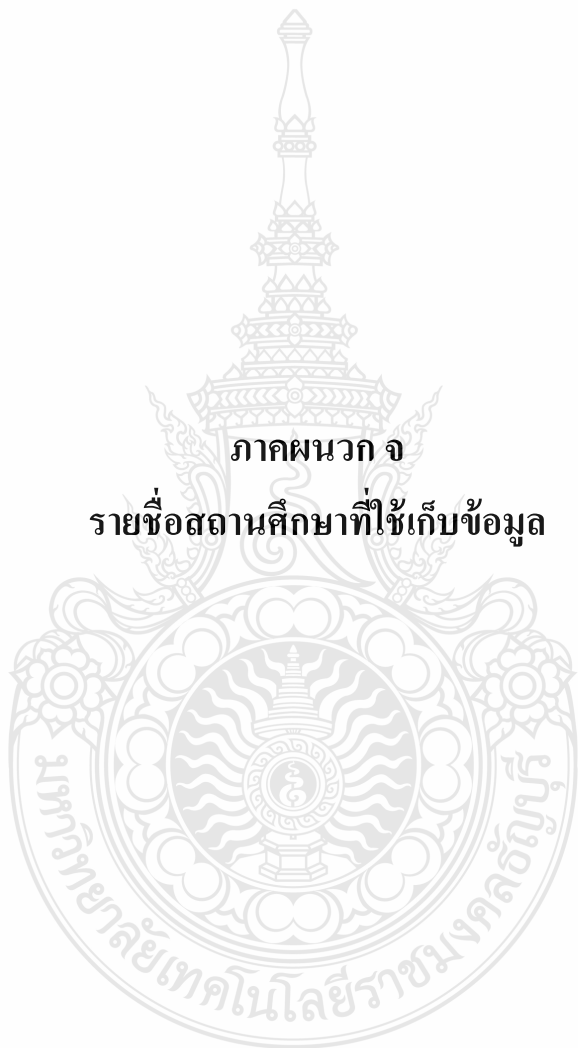 ภาคผนวก จ
รายชื่อสถานศึกษาที่ใช้เก็บข้อมูล
มหาวิทยาลัยเทคโนโลยีราชมงคลธัญบุรี